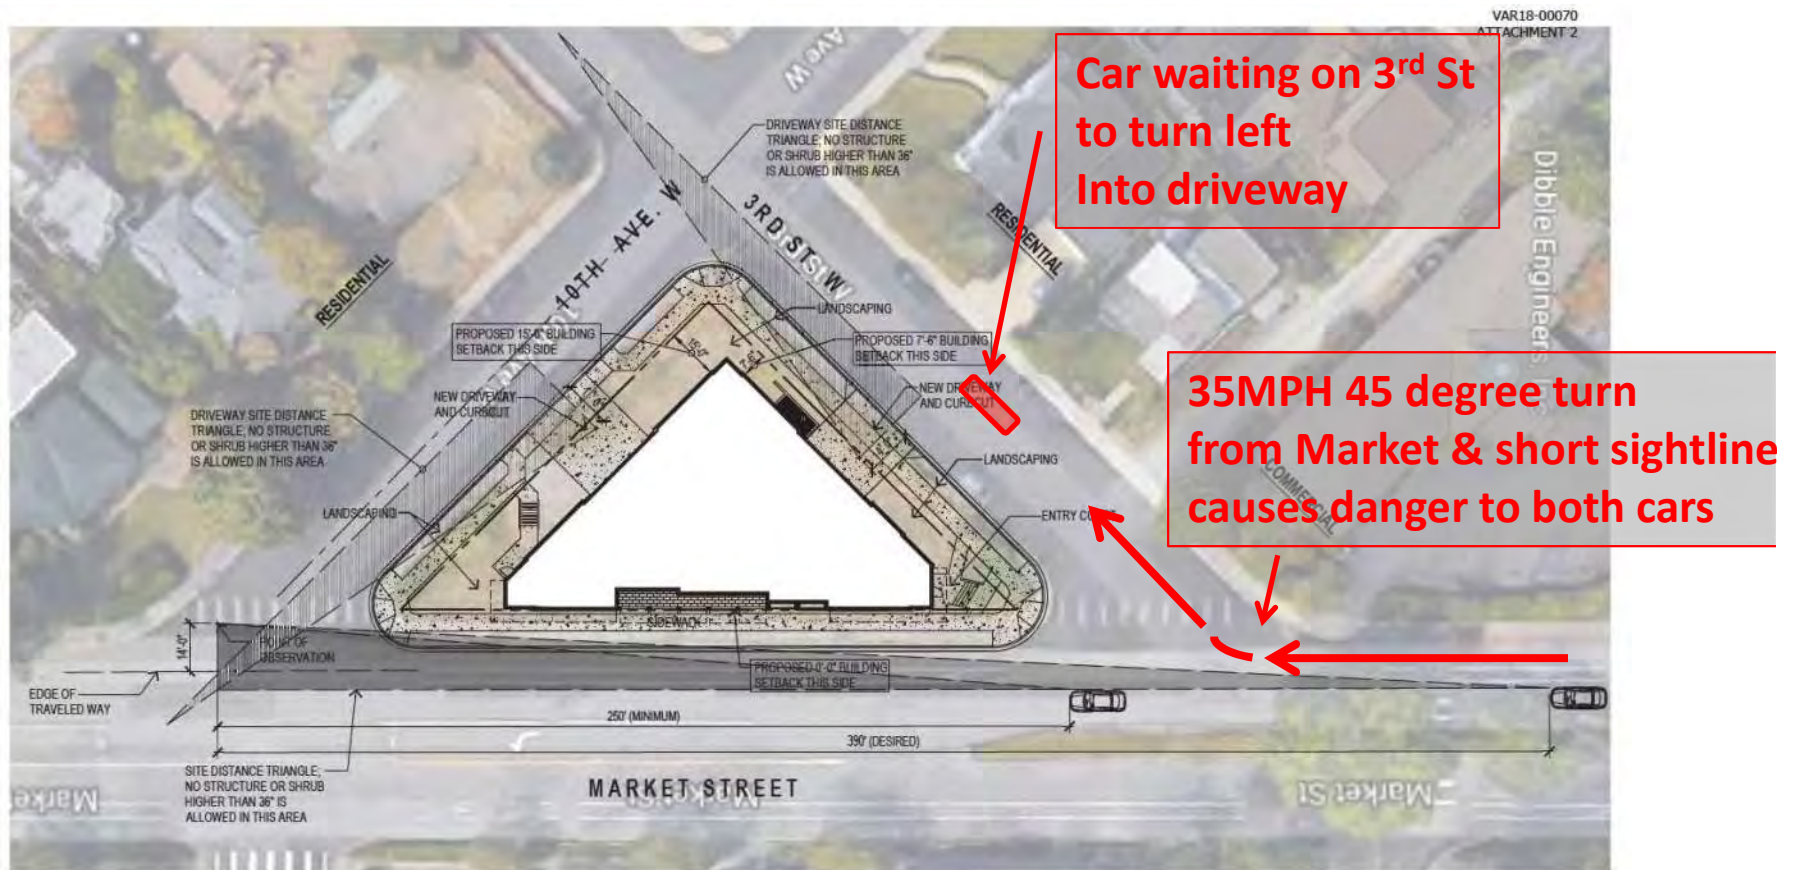 VAR18-00070
ATTACHMENT 2
Ave W
Car waiting on 3rd St
to turn left
Into driveway
DRIVEWAY SITE DISTANCE
TRIANGLE; NO STRUCTURE
OR SHRUB HIGHER THAN 36"
IS ALLOWED IN THIS AREA
Dibble Engineers, Inc
3RD ST. W
RESIDENTIAL
RESIDENTIAL
10TH AVE. W
LANDSCAPING
PROPOSED 15'-0" BUILDING
SETBACK THIS SIDE
15'-0"
PROPOSED 7'-6" BUILDING
SETBACK THIS SIDE
7'-6"
NEW DRIVEWAY
AND CURBCUT
NEW DRIVEWAY
AND CURBCUT
35MPH 45 degree turn
from Market & short sightline
causes danger to both cars
COMMERCIAL
DRIVEWAY SITE DISTANCE
TRIANGLE; NO STRUCTURE
OR SHRUB HIGHER THAN 36"
IS ALLOWED IN THIS AREA
LANDSCAPING
LANDSCAPING
ENTRY
SIDEWALK
14'-0"
POINT OF
OBSERVATION
PROPOSED 0'-0" BUILDING
SETBACK THIS SIDE
EDGE OF
TRAVELED WAY
250' (MINIMUM)
390' (DESIRED)
SITE DISTANCE TRIANGLE;
NO STRUCTURE OR SHRUB
HIGHER THAN 36" IS
ALLOWED IN THIS AREA
MARKET STREET
Market
Market St
Market St